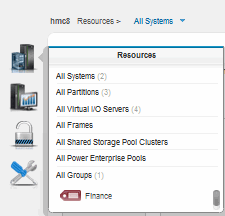 hmc8 Resources > All Systems
Resources
All Systems (2)
All Partitions (3)
All Virtual I/O Servers (4)
All Frames
All Shared Storage Pool Clusters
All Power Enterprise Pools
All Groups (1)
Finance